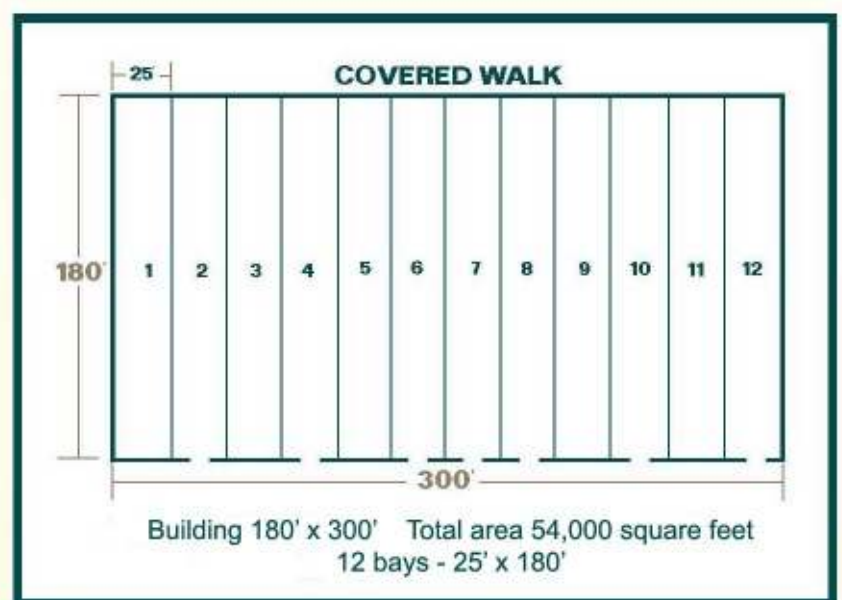 25'
COVERED WALK
180'
1 2 3 4 5 6 7 8 9 10 11 12
300'
Building 180' x 300' Total area 54,000 square feet
12 bays - 25' x 180'